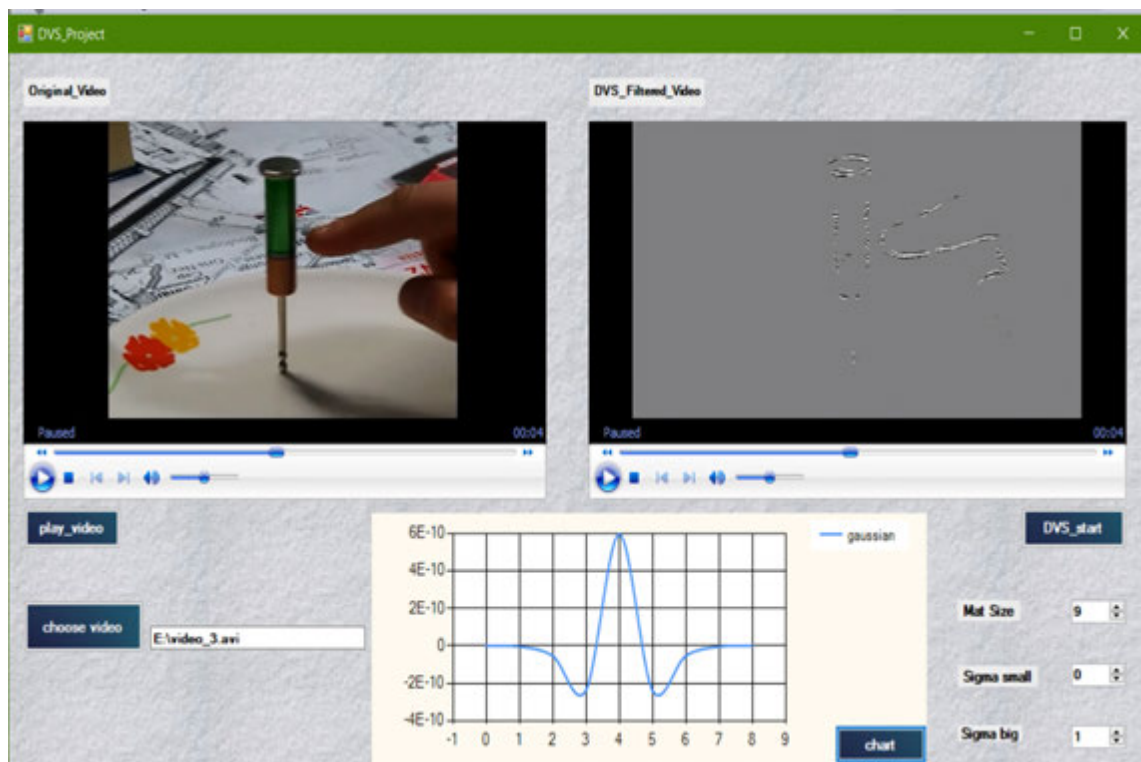 DVS_Project
Original_Video
DVS_Filtered_Video
Paused 00:04
Paused 00:04
play_video
choose video
E:\video_3.avi
6E-10
4E-10
2E-10
0
-2E-10
-4E-10
-1 0 1 2 3 4 5 6 7 8 9
gaussian
chart
DVS_start
Mat Size 9
Sigma small 0
Sigma big 1